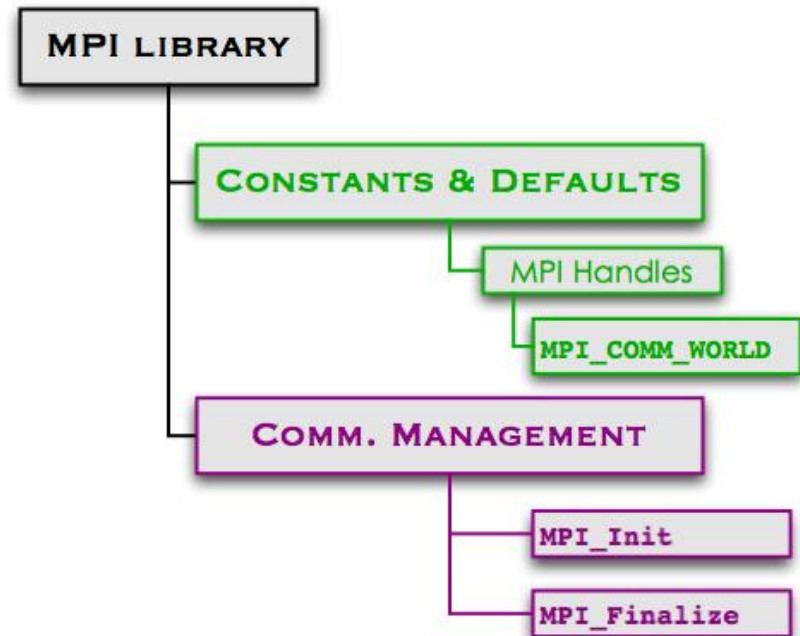 MPI LIBRARY
CONSTANTS & DEFAULTS
MPI Handles
MPI_COMM_WORLD
COMM. MANAGEMENT
MPI_Init
MPI_Finalize